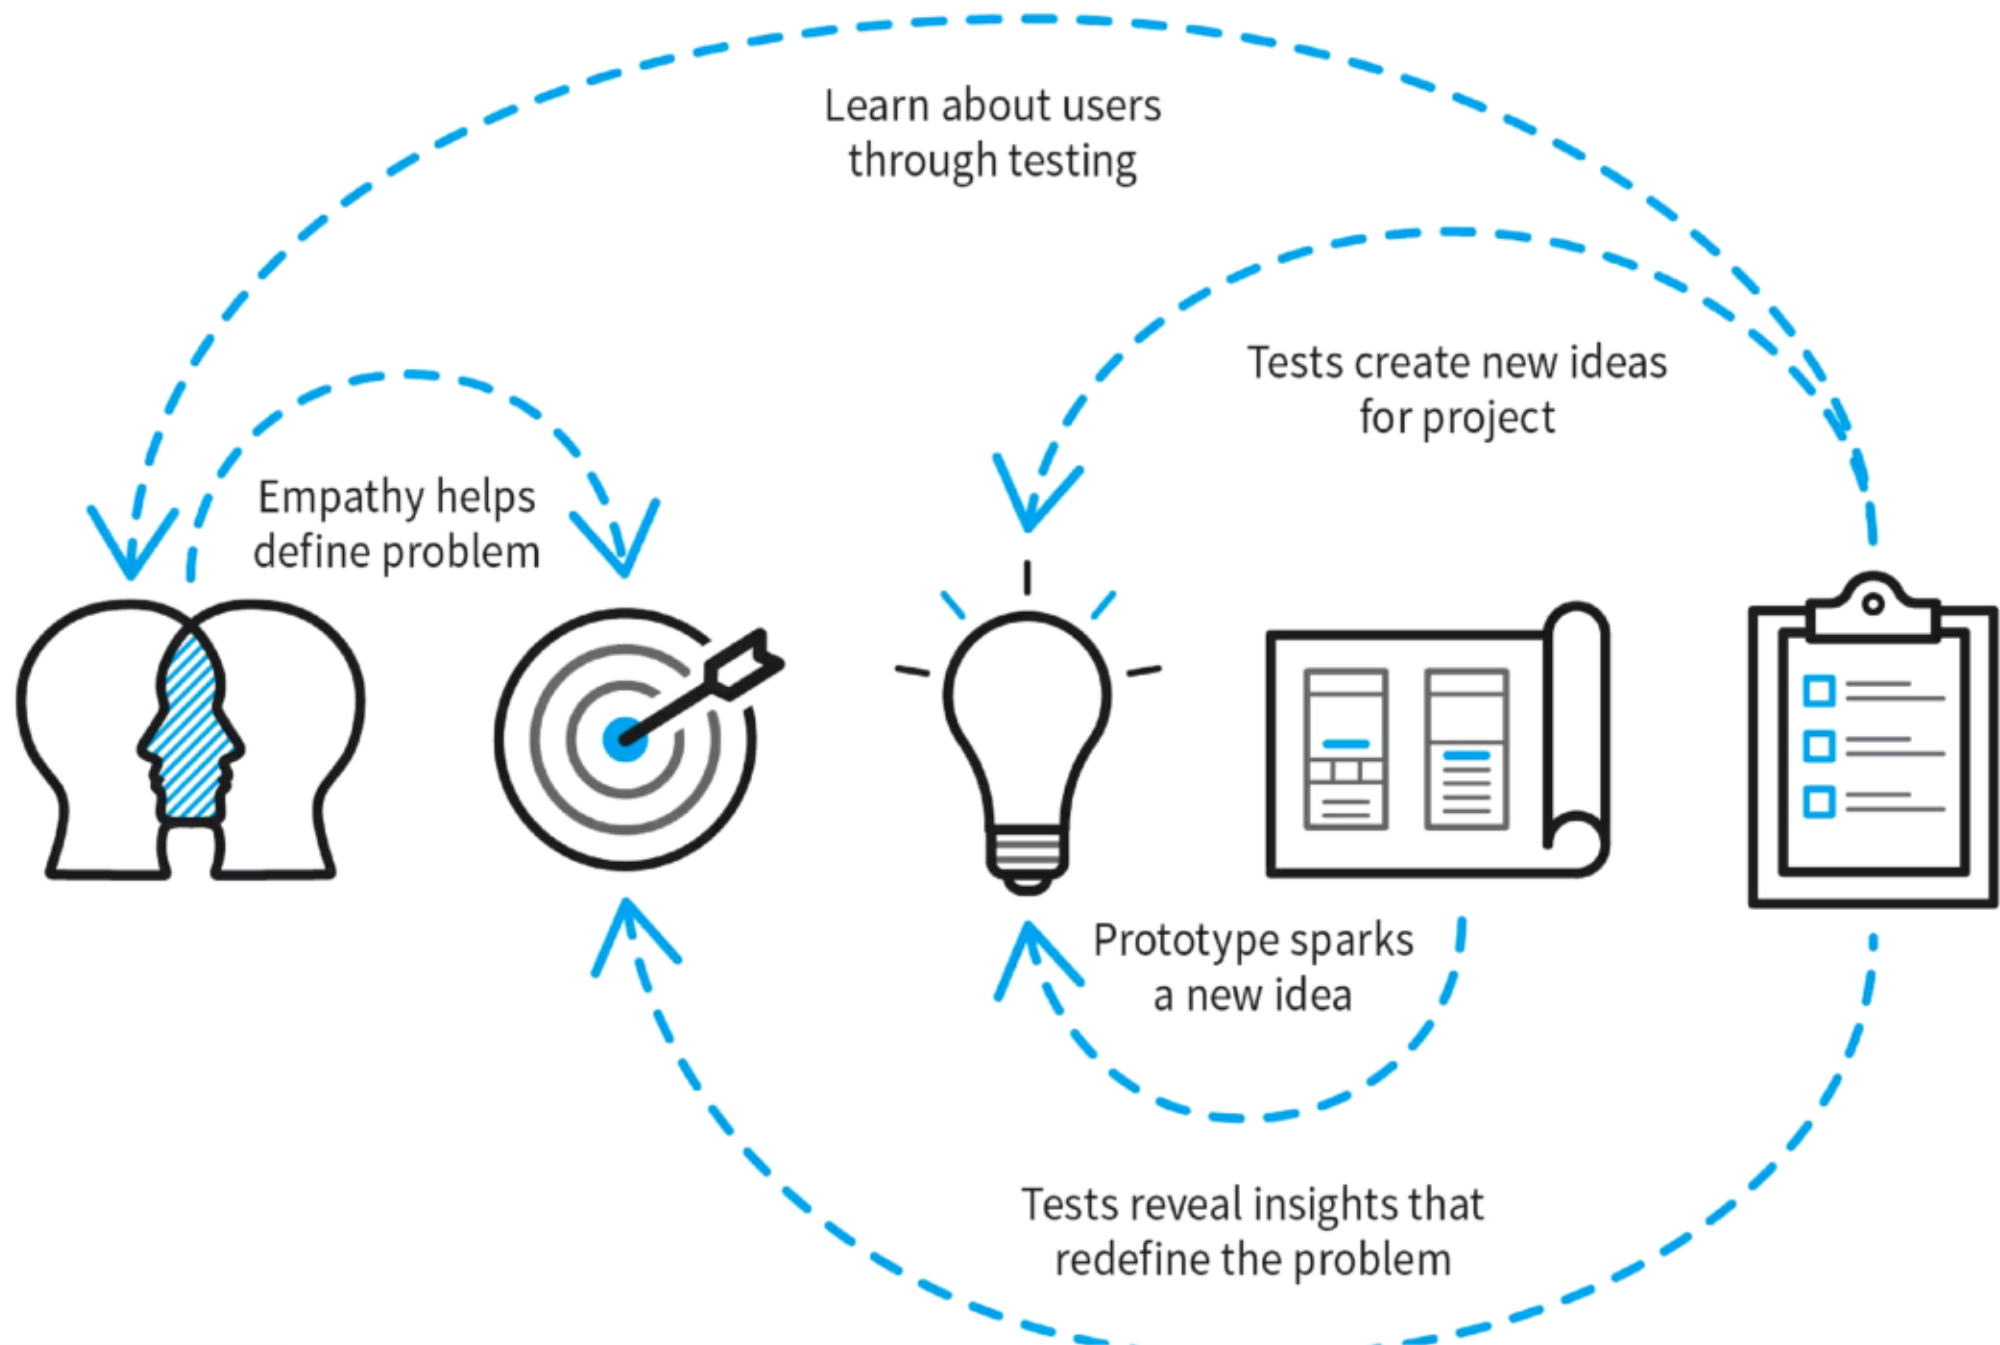 Learn about users
through testing
Tests create new ideas
for project
Empathy helps
define problem
Prototype sparks
a new idea
Tests reveal insights that
redefine the problem